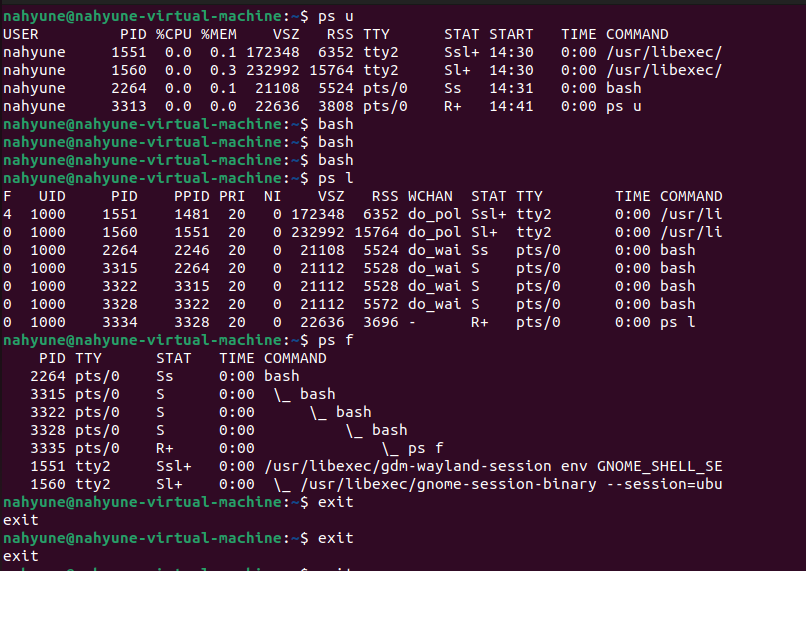 nahyune@nahyune-virtual-machine:~$ ps u
USER         PID %CPU %MEM    VSZ   RSS TTY      STAT START   TIME COMMAND
nahyune     1551  0.0  0.1 172348  6352 tty2     Ssl+ 14:30   0:00 /usr/libexec/
nahyune     1560  0.0  0.3 232992 15764 tty2     Sl+  14:30   0:00 /usr/libexec/
nahyune     2264  0.0  0.1  21108  5524 pts/0    Ss   14:31   0:00 bash
nahyune     3313  0.0  0.0  22636  3808 pts/0    R+   14:41   0:00 ps u
nahyune@nahyune-virtual-machine:~$ bash
nahyune@nahyune-virtual-machine:~$ bash
nahyune@nahyune-virtual-machine:~$ bash
nahyune@nahyune-virtual-machine:~$ ps l
F   UID     PID    PPID PRI  NI    VSZ   RSS WCHAN  STAT TTY        TIME COMMAND
4  1000    1551    1481  20   0 172348  6352 do_pol Ssl+ tty2       0:00 /usr/li
0  1000    1560    1551  20   0 232992 15764 do_pol Sl+  tty2       0:00 /usr/li
0  1000    2264    2246  20   0  21108  5524 do_wai Ss   pts/0      0:00 bash
0  1000    3315    2264  20   0  21112  5528 do_wai S    pts/0      0:00 bash
0  1000    3322    3315  20   0  21112  5528 do_wai S    pts/0      0:00 bash
0  1000    3328    3322  20   0  21112  5572 do_wai S    pts/0      0:00 bash
0  1000    3334    3328  20   0  22636  3696 -      R+   pts/0      0:00 ps l
nahyune@nahyune-virtual-machine:~$ ps f
    PID TTY      STAT   TIME COMMAND
   2264 pts/0    Ss     0:00 bash
   3315 pts/0    S      0:00  \_ bash
   3322 pts/0    S      0:00      \_ bash
   3328 pts/0    S      0:00          \_ bash
   3335 pts/0    R+     0:00              \_ ps f
   1551 tty2     Ssl+   0:00 /usr/libexec/gdm-wayland-session env GNOME_SHELL_SE
   1560 tty2     Sl+    0:00  \_ /usr/libexec/gnome-session-binary --session=ubu
nahyune@nahyune-virtual-machine:~$ exit
exit
nahyune@nahyune-virtual-machine:~$ exit
exit